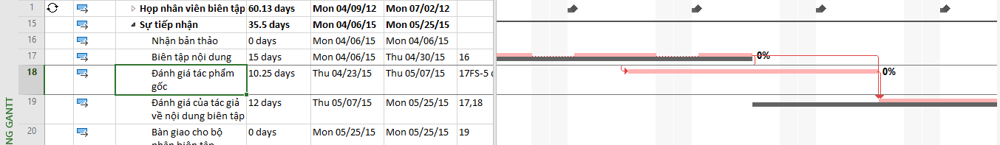 1 Họp nhân viên biên tập 60.13 days Mon 04/09/12 Mon 07/02/12
15 Sự tiếp nhận 35.5 days Mon 04/06/15 Mon 05/25/15
16 Nhận bản thảo 0 days Mon 04/06/15 Mon 04/06/15
17 Biên tập nội dung 15 days Mon 04/06/15 Thu 04/30/15 16 0%
18 Đánh giá tác phẩm 10.25 days Thu 04/23/15 Thu 05/07/15 17FS-5 0%
gốc
19 Đánh giá của tác giả 12 days Thu 05/07/15 Mon 05/25/15 17,18
về nội dung biên tập
20 Bàn giao cho bộ 0 days Mon 05/25/15 Mon 05/25/15 19
phận biên tập
NG GANTT